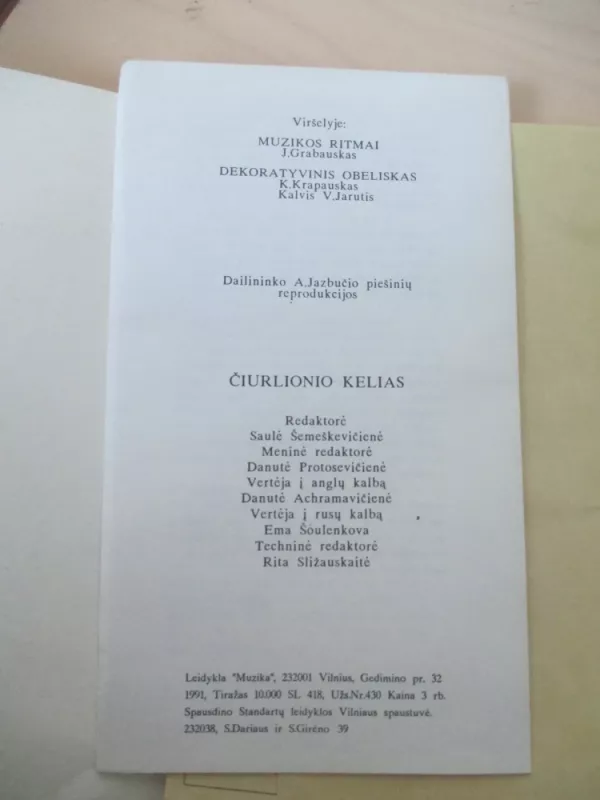 Viršelyje:
MUZIKOS RITMAI
J.Grabauskas
DEKORATYVINIS OBELISKAS
K.Krapauskas
Kalvis V.Jarutis
Dailininko A.Jazbučio piešinių
reprodukcijos
ČIURLIONIO KELIAS
Redaktorė
Saulė Šemeškevičienė
Meninė redaktorė
Danutė Protosevičienė
Vertėja į anglų kalbą
Danutė Achramavičienė
Vertėja į rusų kalbą
Ema Šoulenkova
Techninė redaktorė
Rita Sližauskaitė
Leidykla "Muzika", 232001 Vilnius, Gedimino pr. 32
1991, Tiražas 10.000 SL 418, Užs.Nr.430 Kaina 3 rb.
Spausdino Standartų leidyklos Vilniaus spaustuvė.
232038, S.Dariaus ir S.Girėno 39